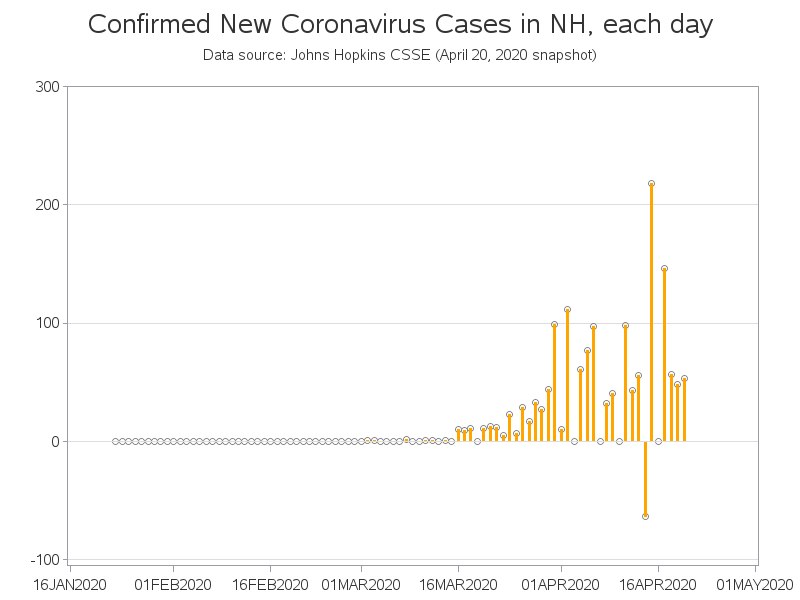 Confirmed New Coronavirus Cases in NH, each day
Data source: Johns Hopkins CSSE (April 20, 2020 snapshot)
300
200
100
0
-100
16JAN2020 01FEB2020 16FEB2020 01MAR2020 16MAR2020 01APR2020 16APR2020 01MAY2020